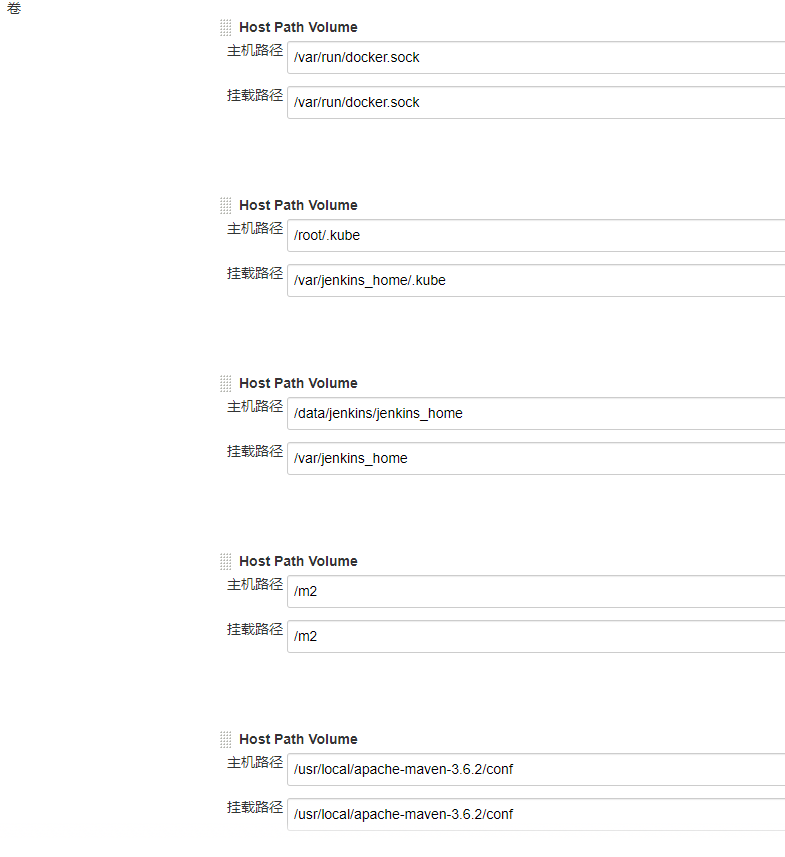 卷
Host Path Volume
主机路径 /var/run/docker.sock
挂载路径 /var/run/docker.sock
Host Path Volume
主机路径 /root/.kube
挂载路径 /var/jenkins_home/.kube
Host Path Volume
主机路径 /data/jenkins/jenkins_home
挂载路径 /var/jenkins_home
Host Path Volume
主机路径 /m2
挂载路径 /m2
Host Path Volume
主机路径 /usr/local/apache-maven-3.6.2/conf
挂载路径 /usr/local/apache-maven-3.6.2/conf